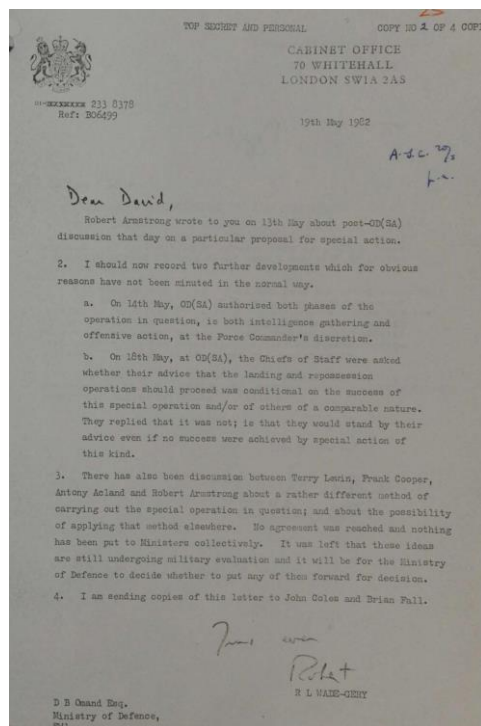 TOP SECRET AND PERSONAL
COPY NO 2 OF 4 COPI
CABINET OFFICE
70 WHITEHALL
LONDON SW1A 2AS
233 8378
Ref: B06499
19th May 1982
A.S.C. 20/5
Dear David,
Robert Armstrong wrote to you on 13th May about post-OD(SA)
discussion that day on a particular proposal for special action.
2. I should now record two further developments which for obvious
reasons have not been minuted in the normal way.
a. On 14th May, OD(SA) authorised both phases of the
operation in question, ie both intelligence gathering and
offensive action, at the Force Commander's discretion.
b. On 18th May, at OD(SA), the Chiefs of Staff were asked
whether their advice that the landing and repossession
operations should proceed was conditional on the success of
this special operation and/or of others of a comparable nature.
They replied that it was not; ie that they would stand by their
advice even if no success were achieved by special action of
this kind.
3. There has also been discussion between Terry Lewin, Frank Cooper,
Antony Acland and Robert Armstrong about a rather different method of
carrying out the special operation in question; and about the possibility
of applying that method elsewhere. No agreement was reached and nothing
has been put to Ministers collectively. It was left that these ideas
are still undergoing military evaluation and it will be for the Ministry
of Defence to decide whether to put any of them forward for decision.
4. I am sending copies of this letter to John Coles and Brian Fall.
Yours ever
Robert
R L WADE-GERY
D B Omand Esq.
Ministry of Defence,